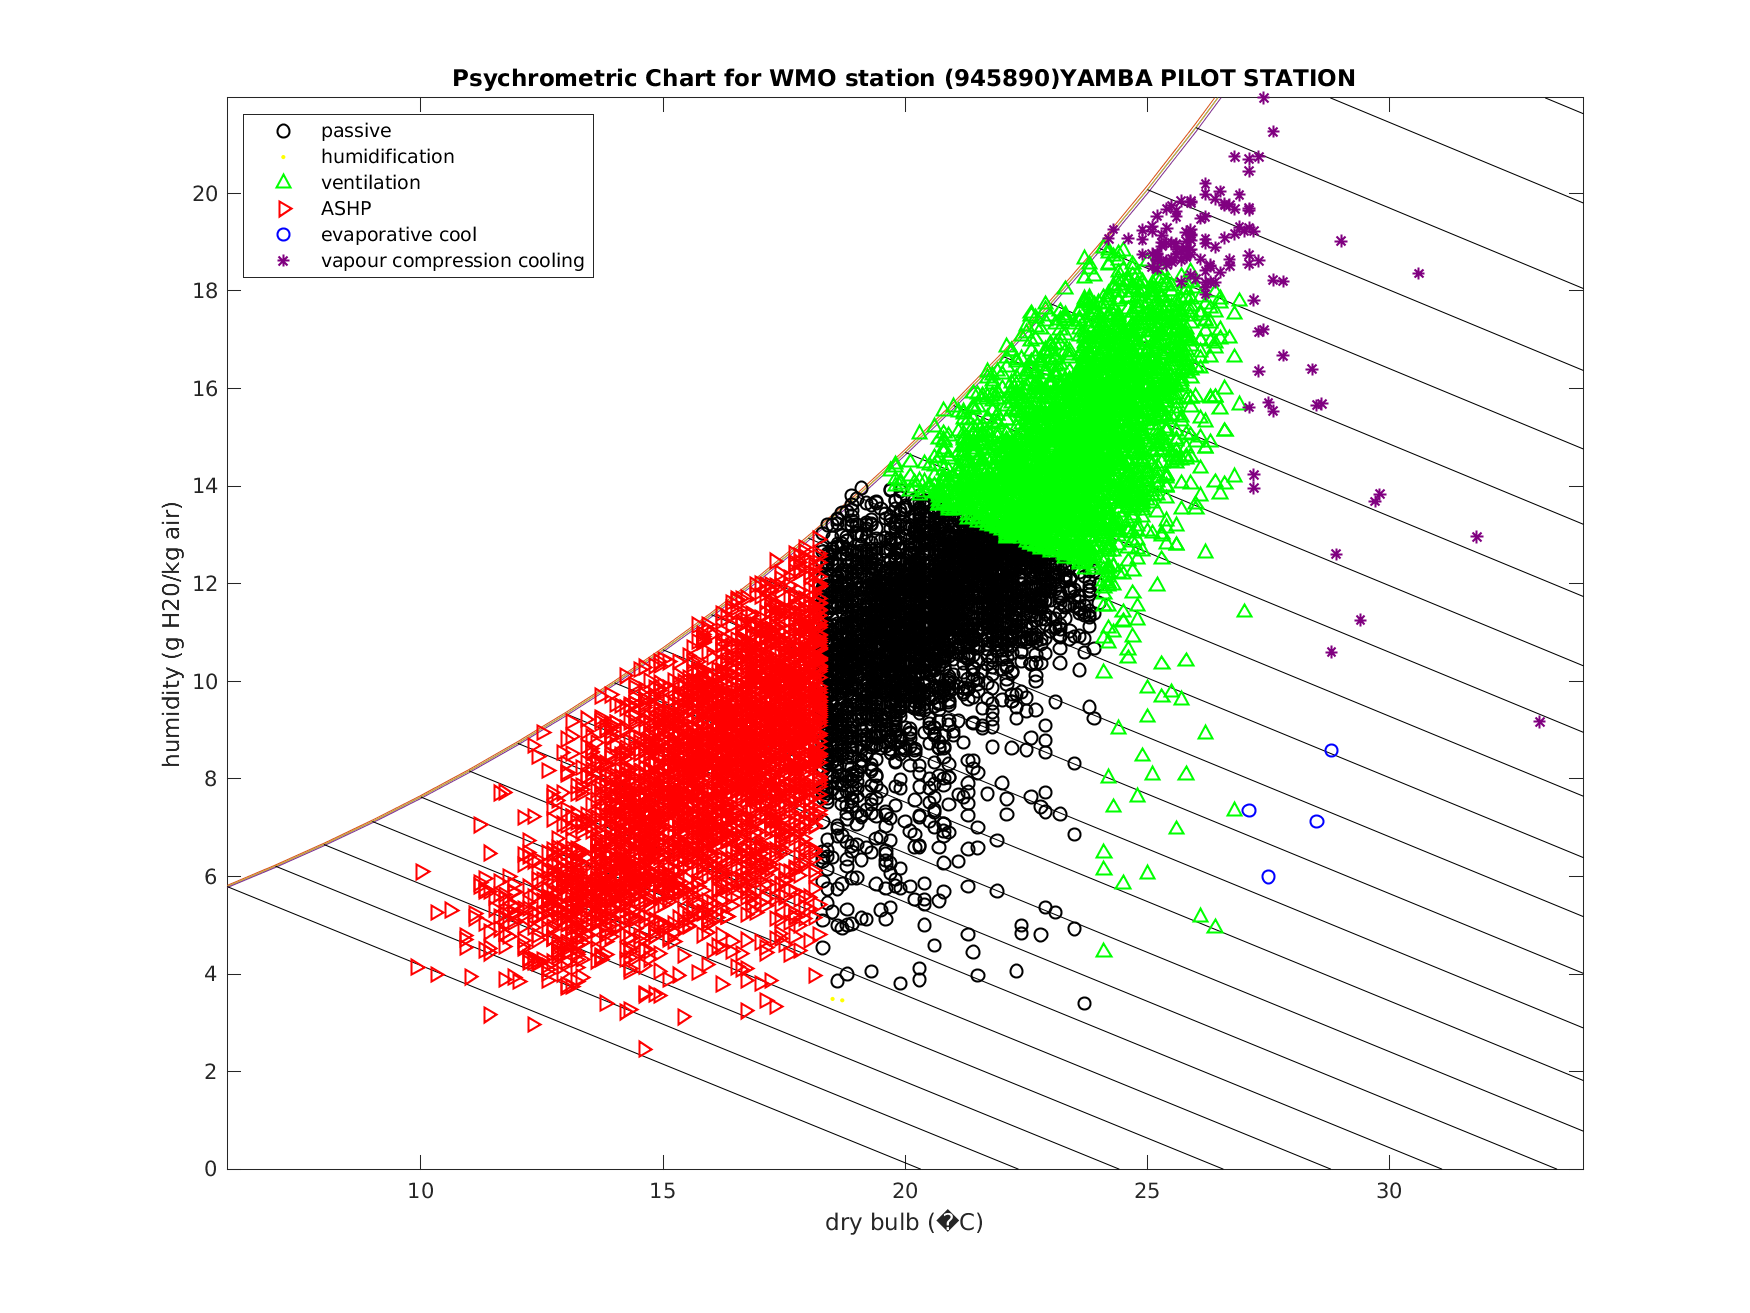 Psychrometric Chart for WMO station (945890)YAMBA PILOT STATION
passive
humidification
ventilation
ASHP
evaporative cool
vapour compression cooling
humidity (g H20/kg air)
20
18
16
14
12
10
8
6
4
2
0
10
15
20
25
30
dry bulb (�C)